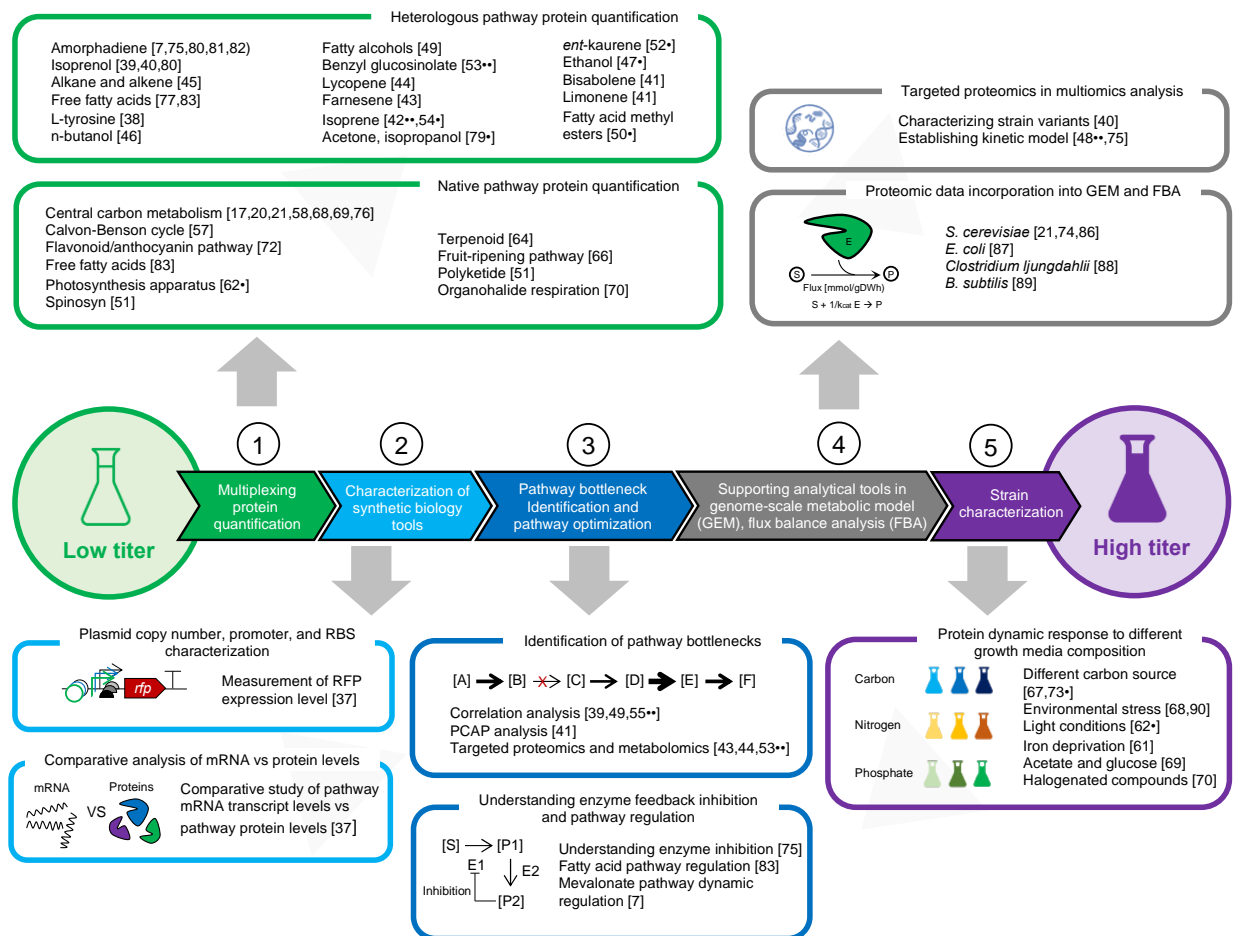 Heterologous pathway protein quantification
Amorphadiene [7,75,80,81,82)
Isoprenol [39,40,80]
Alkane and alkene [45]
Free fatty acids [77,83]
L-tyrosine [38]
n-butanol [46]
Fatty alcohols [49]
Benzyl glucosinolate [53••]
Lycopene [44]
Farnesene [43]
Isoprene [42••,54•]
Acetone, isopropanol [79•]
ent-kaurene [52•]
Ethanol [47•]
Bisabolene [41]
Limonene [41]
Fatty acid methyl
esters [50•]
Native pathway protein quantification
Central carbon metabolism [17,20,21,58,68,69,76]
Calvon-Benson cycle [57]
Flavonoid/anthocyanin pathway [72]
Free fatty acids [83]
Photosynthesis apparatus [62•]
Spinosyn [51]
Terpenoid [64]
Fruit-ripening pathway [66]
Polyketide [51]
Organohalide respiration [70]
Targeted proteomics in multiomics analysis
Characterizing strain variants [40]
Establishing kinetic model [48••,75]
Proteomic data incorporation into GEM and FBA
E
S
P
Flux [mmol/gDWh]
S + 1/kcat E → P
S. cerevisiae [21,74,86]
E. coli [87]
Clostridium ljungdahlii [88]
B. subtilis [89]
Low titer
1
Multiplexing
protein
quantification
2
Characterization of
synthetic biology
tools
3
Pathway bottleneck
Identification and
pathway optimization
4
Supporting analytical tools in
genome-scale metabolic model
(GEM), flux balance analysis (FBA)
5
Strain
characterization
High titer
Plasmid copy number, promoter, and RBS
characterization
rfp
Measurement of RFP
expression level [37]
Comparative analysis of mRNA vs protein levels
mRNA
VS
Proteins
Comparative study of pathway
mRNA transcript levels vs
pathway protein levels [37]
Identification of pathway bottlenecks
[A] → [B] → [C] → [D] → [E] → [F]
Correlation analysis [39,49,55••]
PCAP analysis [41]
Targeted proteomics and metabolomics [43,44,53••]
Understanding enzyme feedback inhibition
and pathway regulation
[S] → [P1]
E1
E2
Inhibition
[P2]
Understanding enzyme inhibition [75]
Fatty acid pathway regulation [83]
Mevalonate pathway dynamic
regulation [7]
Protein dynamic response to different
growth media composition
Carbon
Nitrogen
Phosphate
Different carbon source
[67,73•]
Environmental stress [68,90]
Light conditions [62•]
Iron deprivation [61]
Acetate and glucose [69]
Halogenated compounds [70]